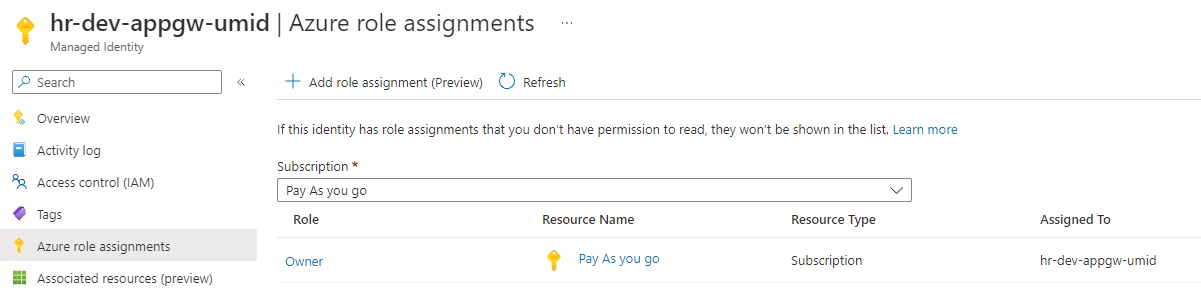 hr-dev-appgw-umid | Azure role assignments ...
Managed Identity
Search «
Overview
Activity log
Access control (IAM)
Tags
Azure role assignments
Associated resources (preview)
Add role assignment (Preview) Refresh
If this identity has role assignments that you don't have permission to read, they won't be shown in the list. Learn more
Subscription *
Pay As you go
Role Resource Name Resource Type Assigned To
Owner Pay As you go Subscription hr-dev-appgw-umid